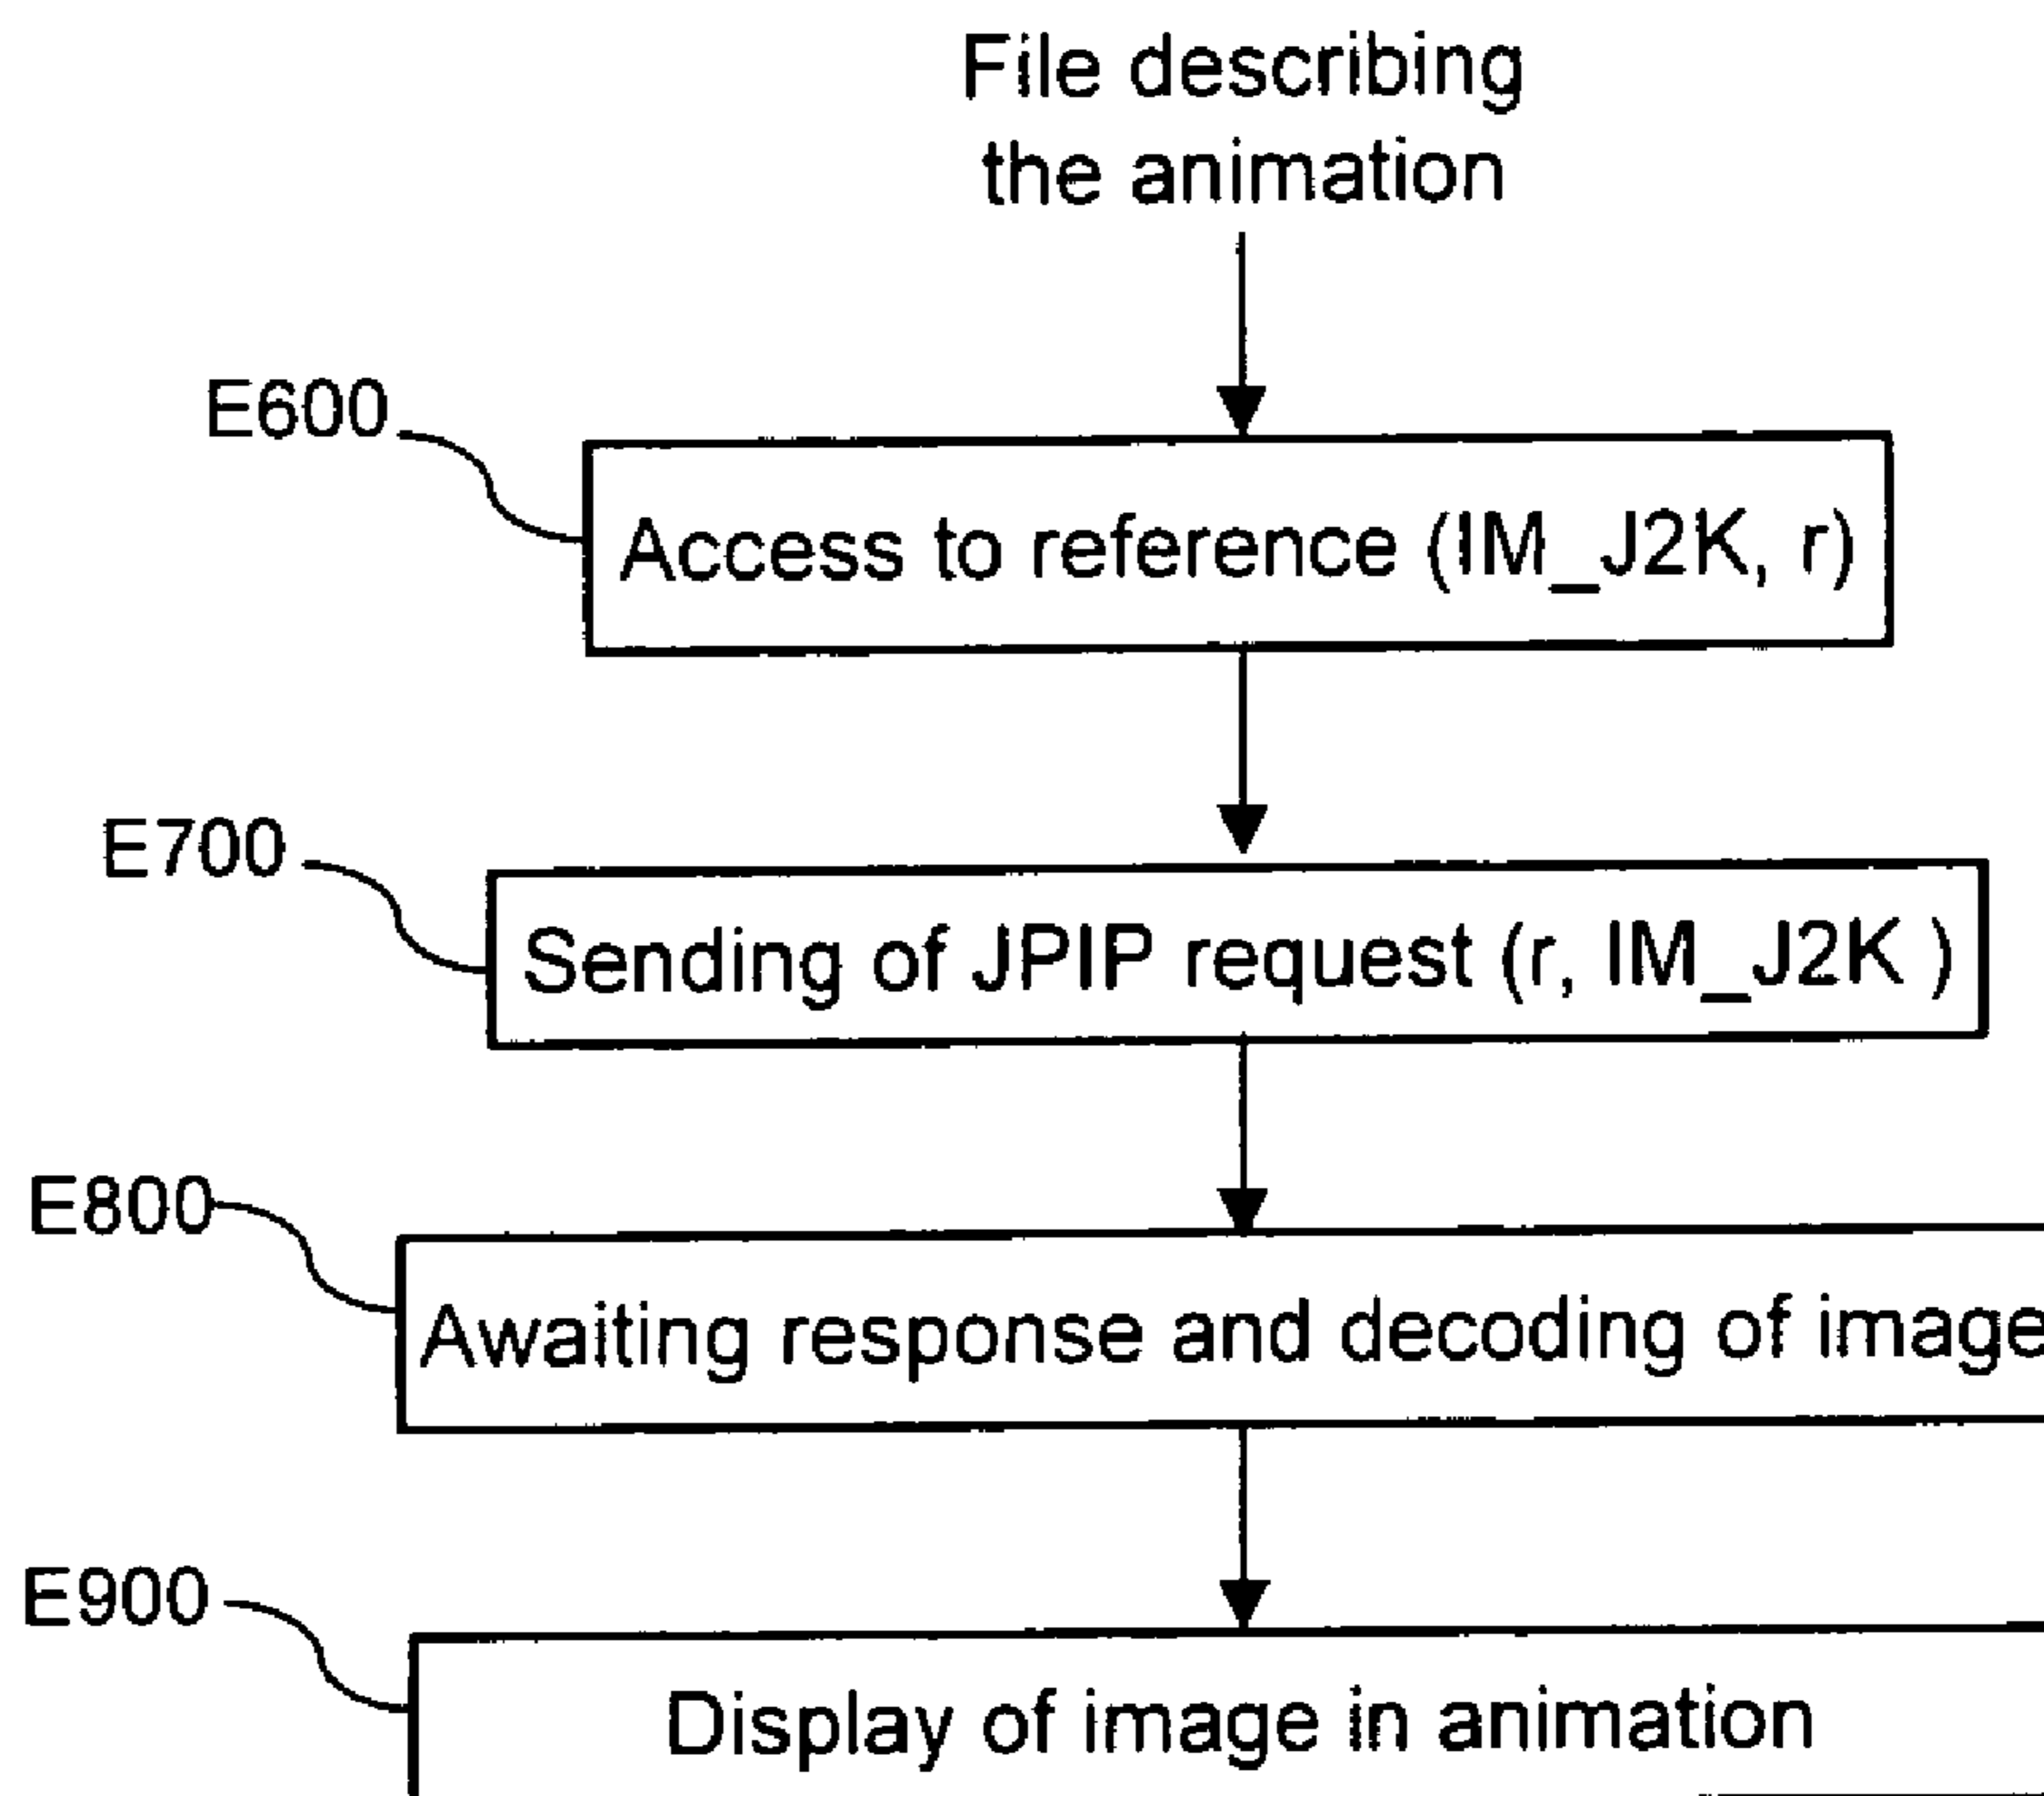 File describing
the animation
E600
Access to reference (IM_J2K, r)
E700
Sending of JPIP request (r, IM_J2K )
E800
Awaiting response and decoding of image
E900
Display of image in animation